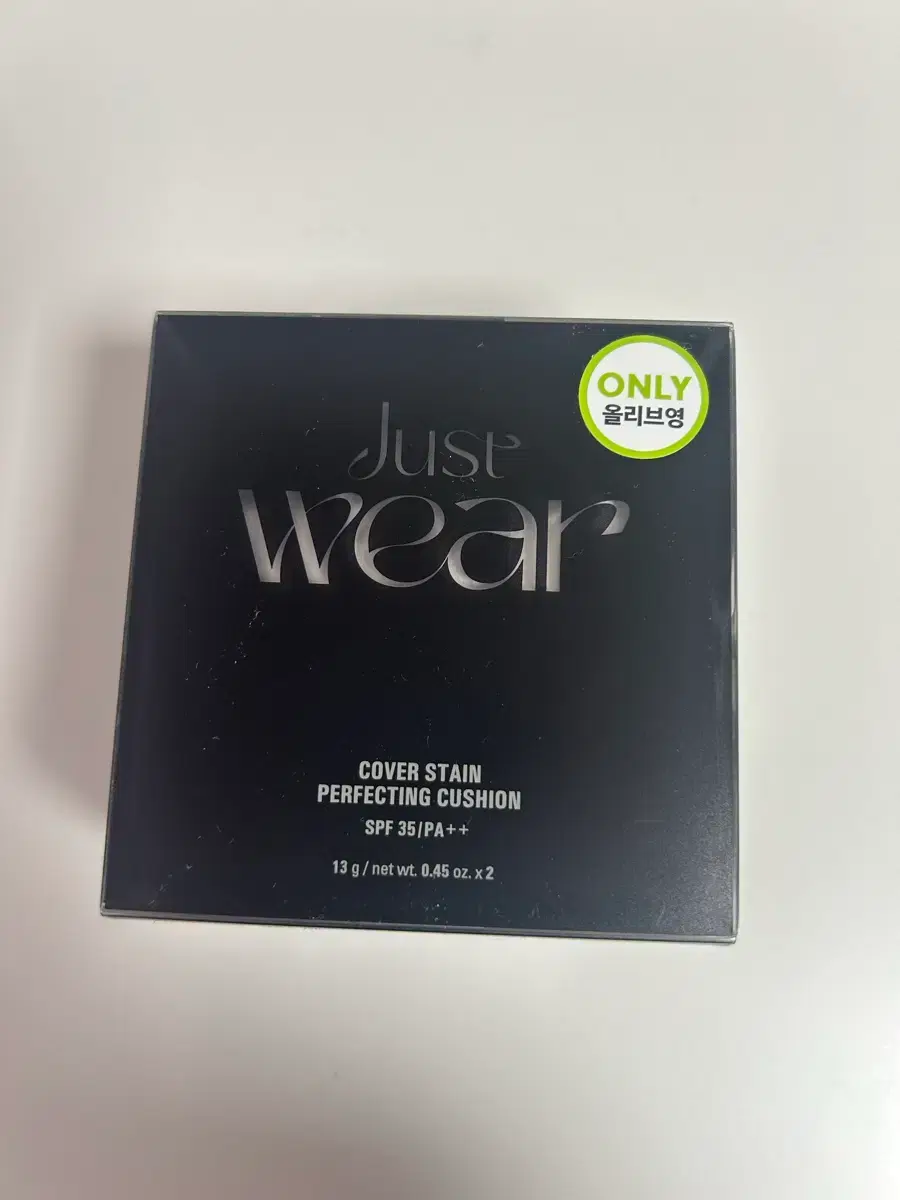 ONLY
올리브영
Just
wear
COVER STAIN
PERFECTING CUSHION
SPF 35/PA++
13 g / net wt. 0.45 oz. x 2